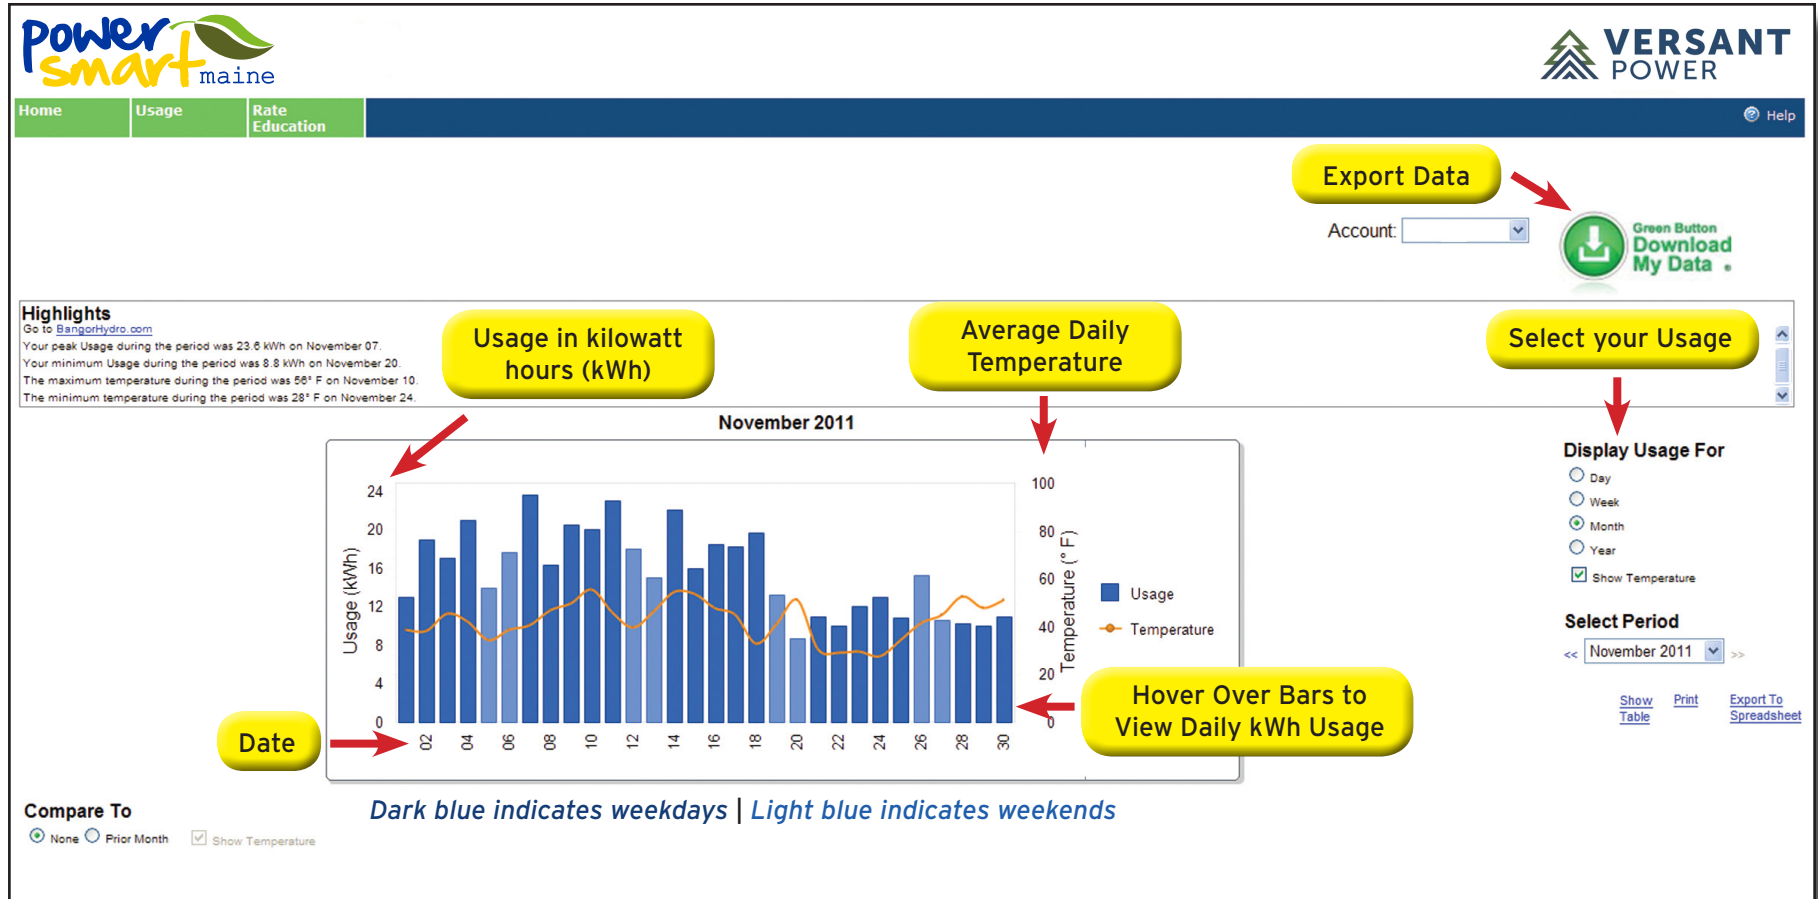 power
smart maine
VERSANT
POWER
Home
Usage
Rate
Education
Help
Export Data
Account:
Green Button
Download
My Data
Highlights
Go to BangorHydro.com
Your peak Usage during the period was 23.6 kWh on November 07.
Your minimum Usage during the period was 8.8 kWh on November 20.
The maximum temperature during the period was 56° F on November 10.
The minimum temperature during the period was 28° F on November 24.
Usage in kilowatt
hours (kWh)
Average Daily
Temperature
Select your Usage
November 2011
24
20
16
12
8
4
0
Usage (kWh)
100
80
60
40
20
0
Temperature (° F)
Usage
Temperature
Hover Over Bars to
View Daily kWh Usage
Date
02
04
06
08
10
12
14
16
18
20
22
24
26
28
30
Dark blue indicates weekdays | Light blue indicates weekends
Display Usage For
Day
Week
Month
Year
Show Temperature
Select Period
<< November 2011 >>
Show
Table
Print
Export To
Spreadsheet
Compare To
None Prior Month Show Temperature